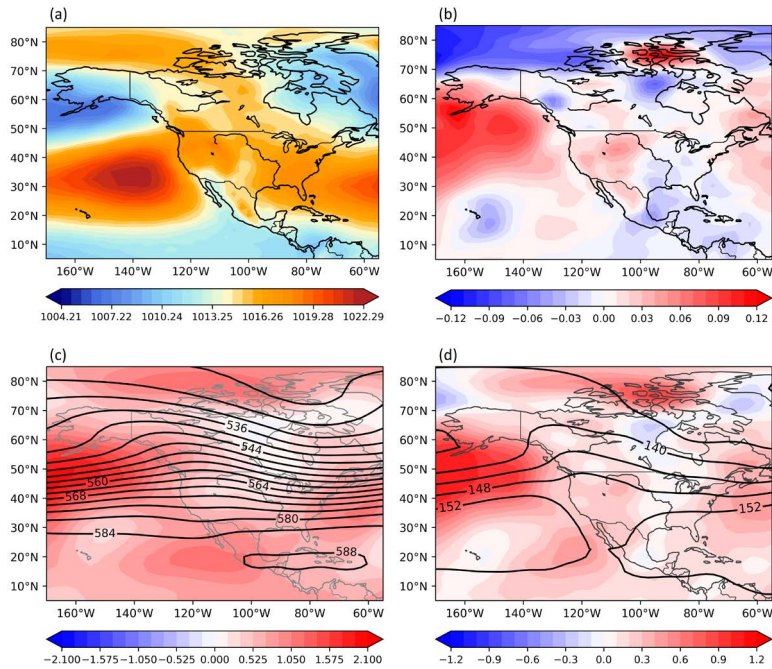 (a)
80°N
70°N
60°N
50°N
40°N
30°N
20°N
10°N
160°W 140°W 120°W 100°W 80°W 60°W
1004.21 1007.22 1010.24 1013.25 1016.26 1019.28 1022.29
(b)
80°N
70°N
60°N
50°N
40°N
30°N
20°N
10°N
160°W 140°W 120°W 100°W 80°W 60°W
−0.12 −0.09 −0.06 −0.03 0.00 0.03 0.06 0.09 0.12
(c)
80°N
70°N
60°N
50°N
40°N
30°N
20°N
10°N
536
544
560
564
568
580
584
588
160°W 140°W 120°W 100°W 80°W 60°W
−2.100 −1.575 −1.050 −0.525 0.000 0.525 1.050 1.575 2.100
(d)
80°N
70°N
60°N
50°N
40°N
30°N
20°N
10°N
140
148
152
152
160°W 140°W 120°W 100°W 80°W 60°W
−1.2 −0.9 −0.6 −0.3 0.0 0.3 0.6 0.9 1.2